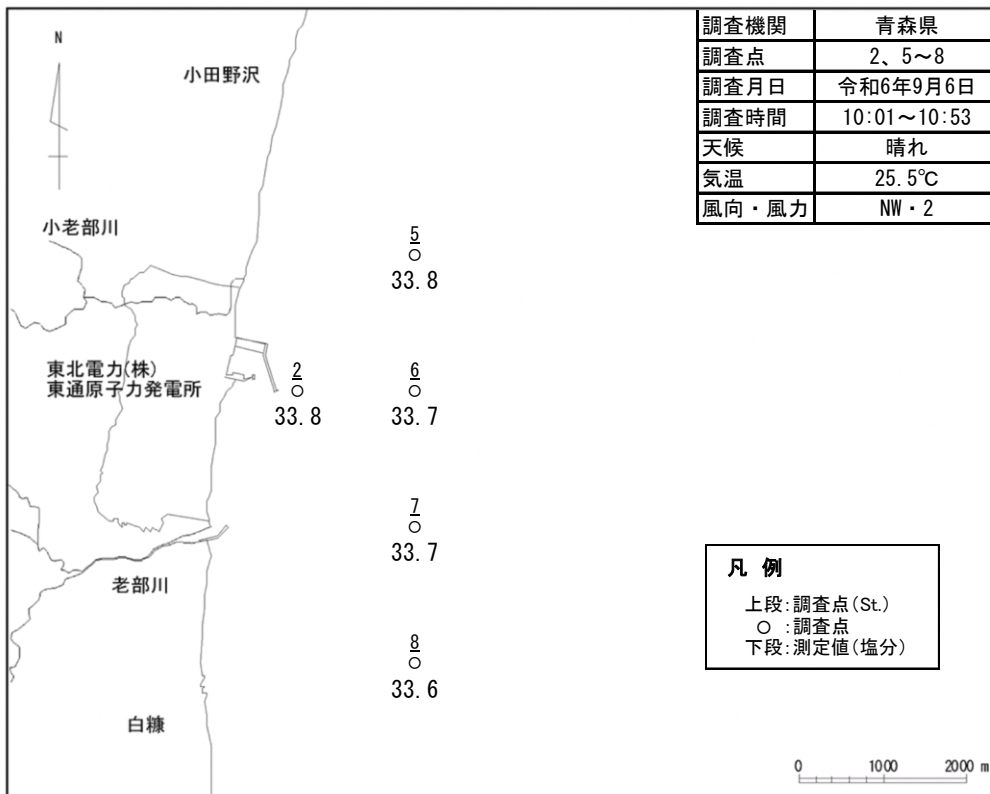 調査機関 青森県
調査点 2、5～8
調査月日 令和6年9月6日
調査時間 10:01～10:53
天候 晴れ
気温 25.5℃
風向・風力 NW・2
N
小田野沢
小老部川
5
○
33.8
東北電力(株)
東通原子力発電所
2
○
33.8
6
○
33.7
7
○
33.7
老部川
8
○
33.6
白糠
凡 例
上段:調査点(St.)
○ :調査点
下段:測定値(塩分)
0 1000 2000 m